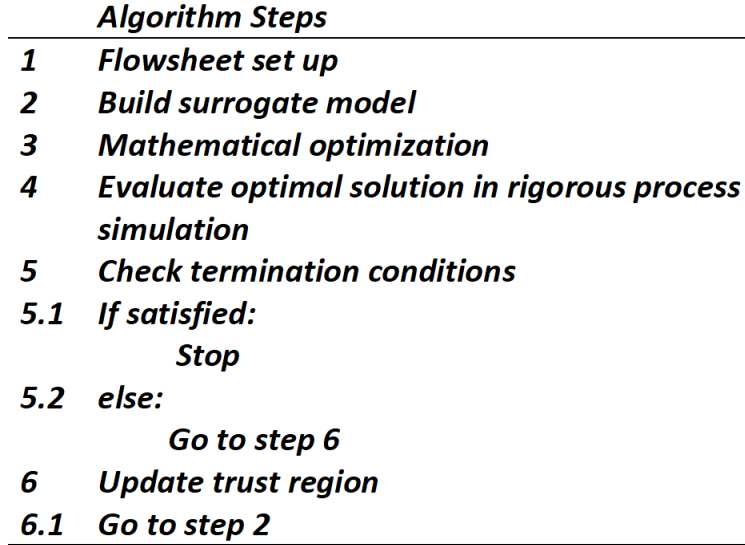 Algorithm Steps
1 Flowsheet set up
2 Build surrogate model
3 Mathematical optimization
4 Evaluate optimal solution in rigorous process
simulation
5 Check termination conditions
5.1 If satisfied:
Stop
5.2 else:
Go to step 6
6 Update trust region
6.1 Go to step 2